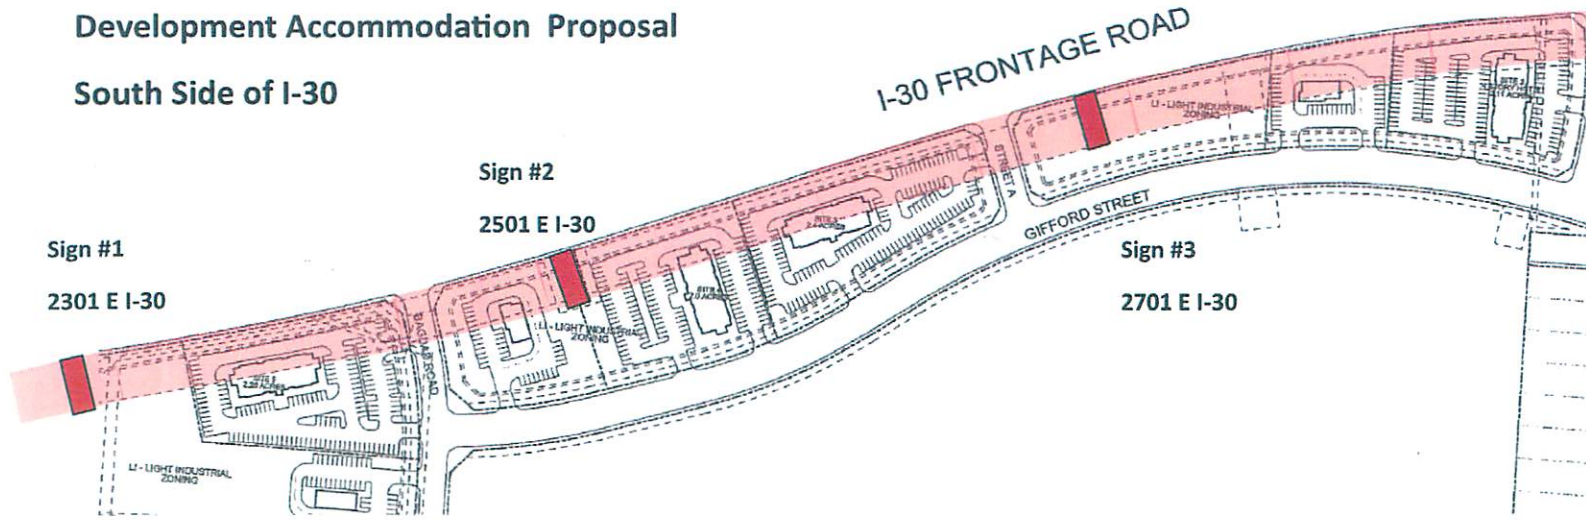 Development Accommodation Proposal
South Side of I-30
I-30 FRONTAGE ROAD
Sign #2
2501 E I-30
Sign #1
2301 E I-30
Sign #3
2701 E I-30
STREET A
GIFFORD STREET
ROAD
LI - LIGHT INDUSTRIAL
ZONING
LI - LIGHT INDUSTRIAL
ZONING
LI - LIGHT INDUSTRIAL
ZONING